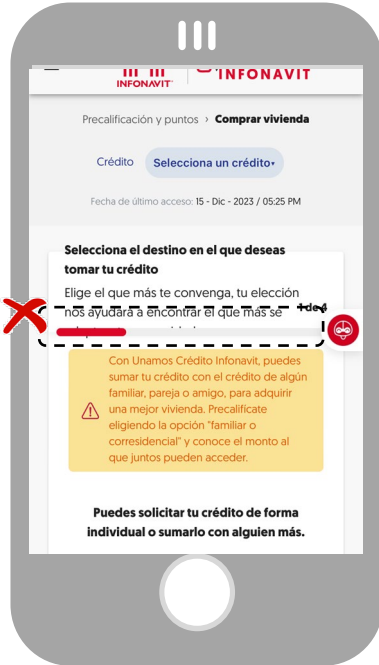 INFONAVIT
INFONAVIT
Precalificación y puntos › Comprar vivienda
Crédito Selecciona un crédito
Fecha de último acceso: 15 - Dic - 2023 / 05:25 PM
Selecciona el destino en el que deseas
tomar tu crédito
Elige el que más te convenga, tu elección
nos ayudará a encontrar el que más se
1 de 4
Con Unamos Crédito Infonavit, puedes
sumar tu crédito con el crédito de algún
familiar, pareja o amigo, para adquirir
una mejor vivienda. Precalifícate
eligiendo la opción "familiar o
corresidencial" y conoce el monto al
que juntos pueden acceder.
Puedes solicitar tu crédito de forma
individual o sumarlo con alguien más.